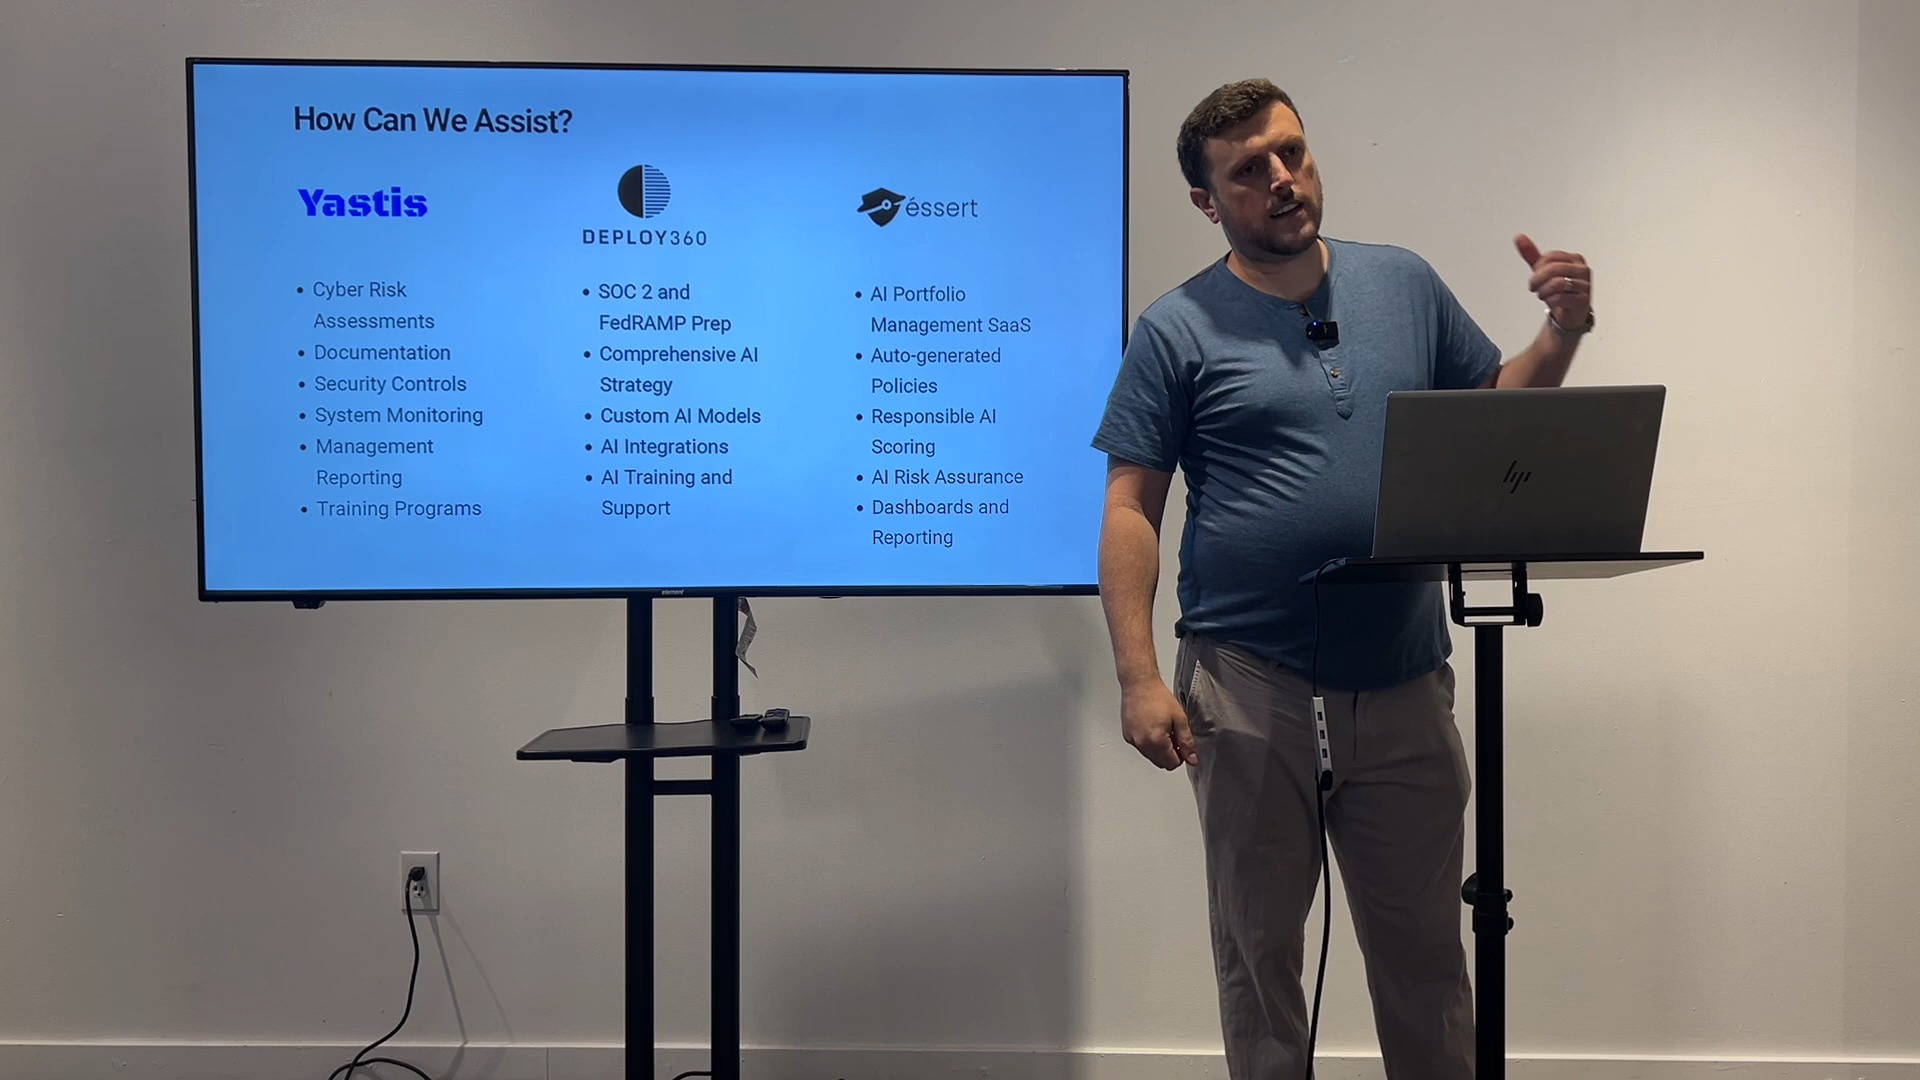 How Can We Assist?
Yastis
• Cyber Risk
Assessments
• Documentation
• Security Controls
• System Monitoring
• Management
Reporting
• Training Programs
DEPLOY360
• SOC 2 and
FedRAMP Prep
• Comprehensive AI
Strategy
• Custom AI Models
• AI Integrations
• AI Training and
Support
éssert
• AI Portfolio
Management SaaS
• Auto-generated
Policies
• Responsible AI
Scoring
• AI Risk Assurance
• Dashboards and
Reporting
element
hp